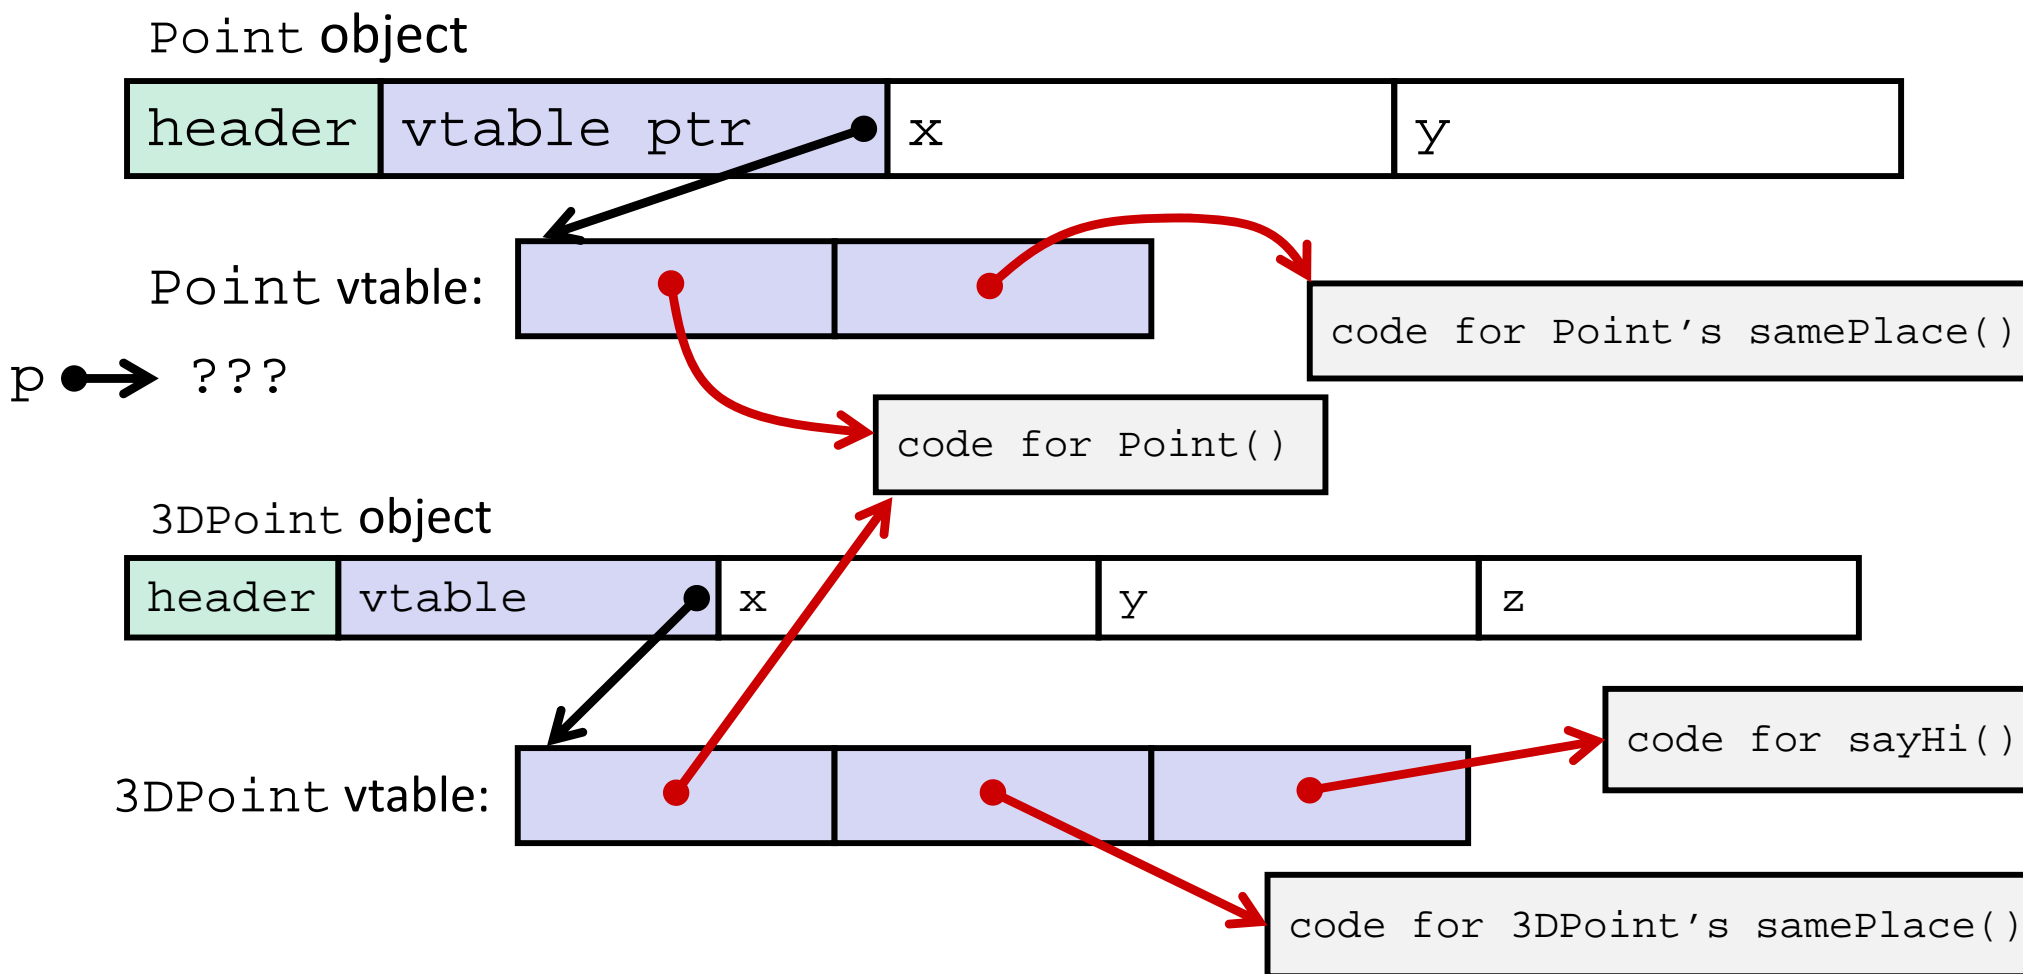 Point object
header vtable ptr x y
Point vtable:
code for Point’s samePlace()
p ???
code for Point()
3DPoint object
header vtable x y z
code for sayHi()
3DPoint vtable:
code for 3DPoint’s samePlace()